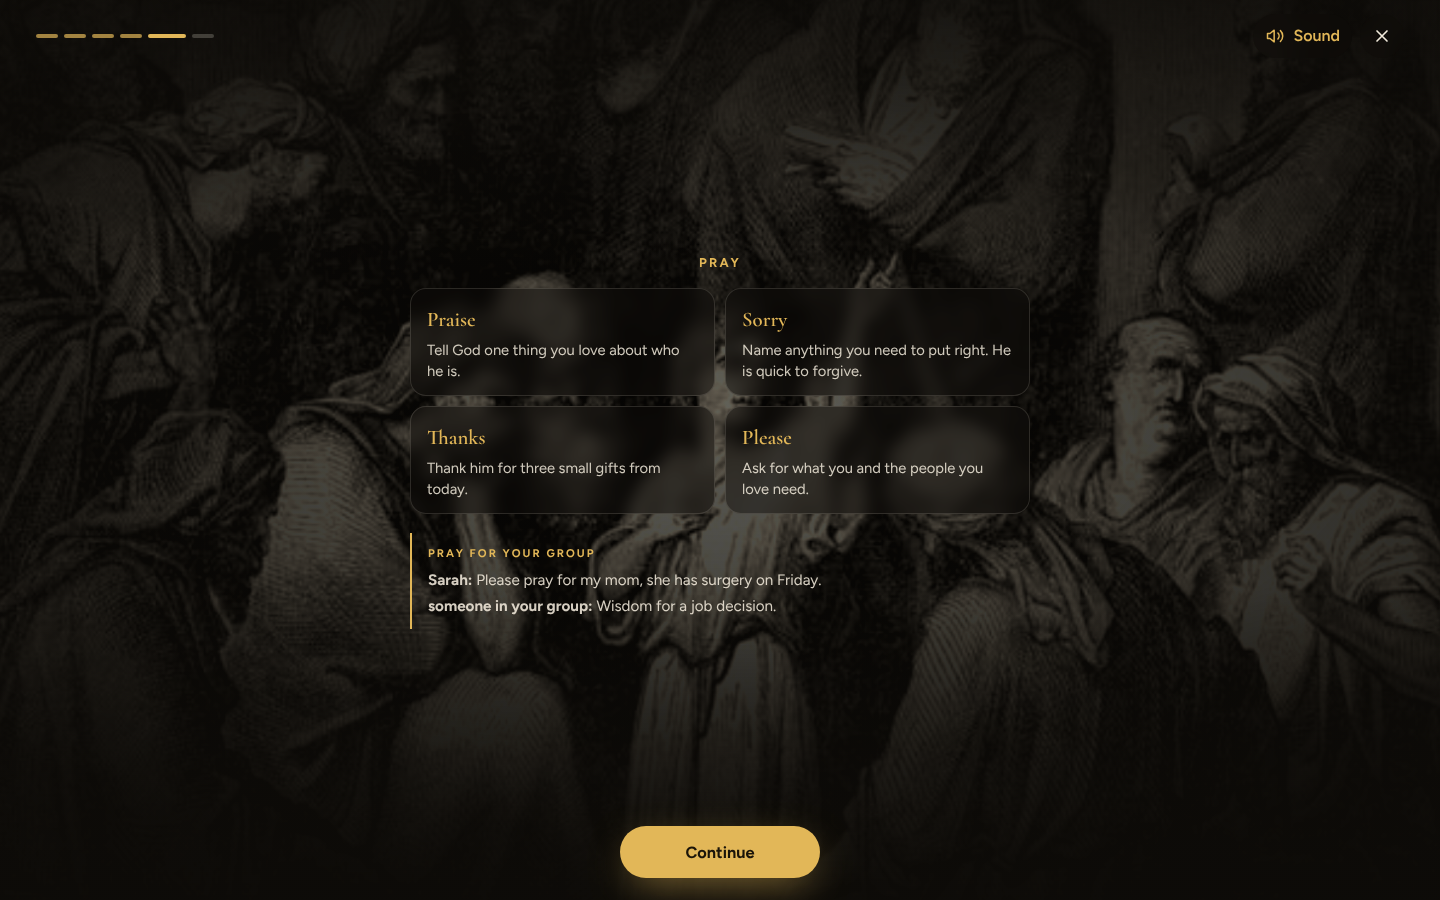 Sound
PRAY
Praise
Tell God one thing you love about who
he is.
Sorry
Name anything you need to put right. He
is quick to forgive.
Thanks
Thank him for three small gifts from
today.
Please
Ask for what you and the people you
love need.
PRAY FOR YOUR GROUP
Sarah: Please pray for my mom, she has surgery on Friday.
someone in your group: Wisdom for a job decision.
Continue